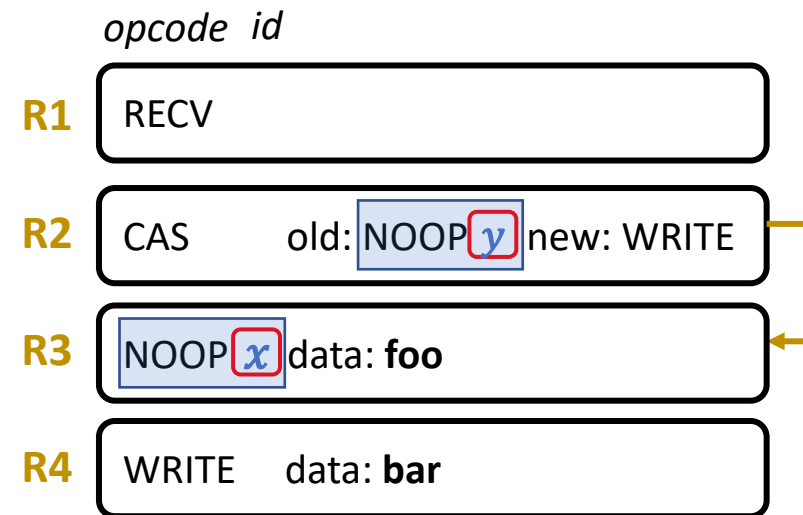 opcode id
R1 RECV
R2 CAS old: NOOP y new: WRITE
R3 NOOP x data: foo
R4 WRITE data: bar